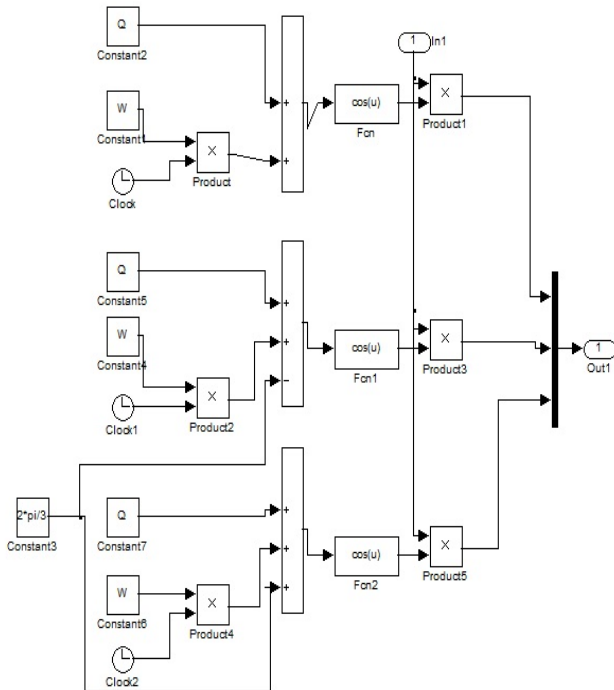 Q
Constant2
1
In1
W
cos(u)
X
Constant1
+
Fcn
Product1
X
+
Product
Clock
Q
Constant5
+
W
cos(u)
X
1
Constant4
+
Fcn1
Product3
Out1
X
−
Product2
Clock1
2*pi/3
Constant3
Q
Constant7
+
cos(u)
X
+
Fcn2
Product5
W
Constant6
X
+
Product4
Clock2